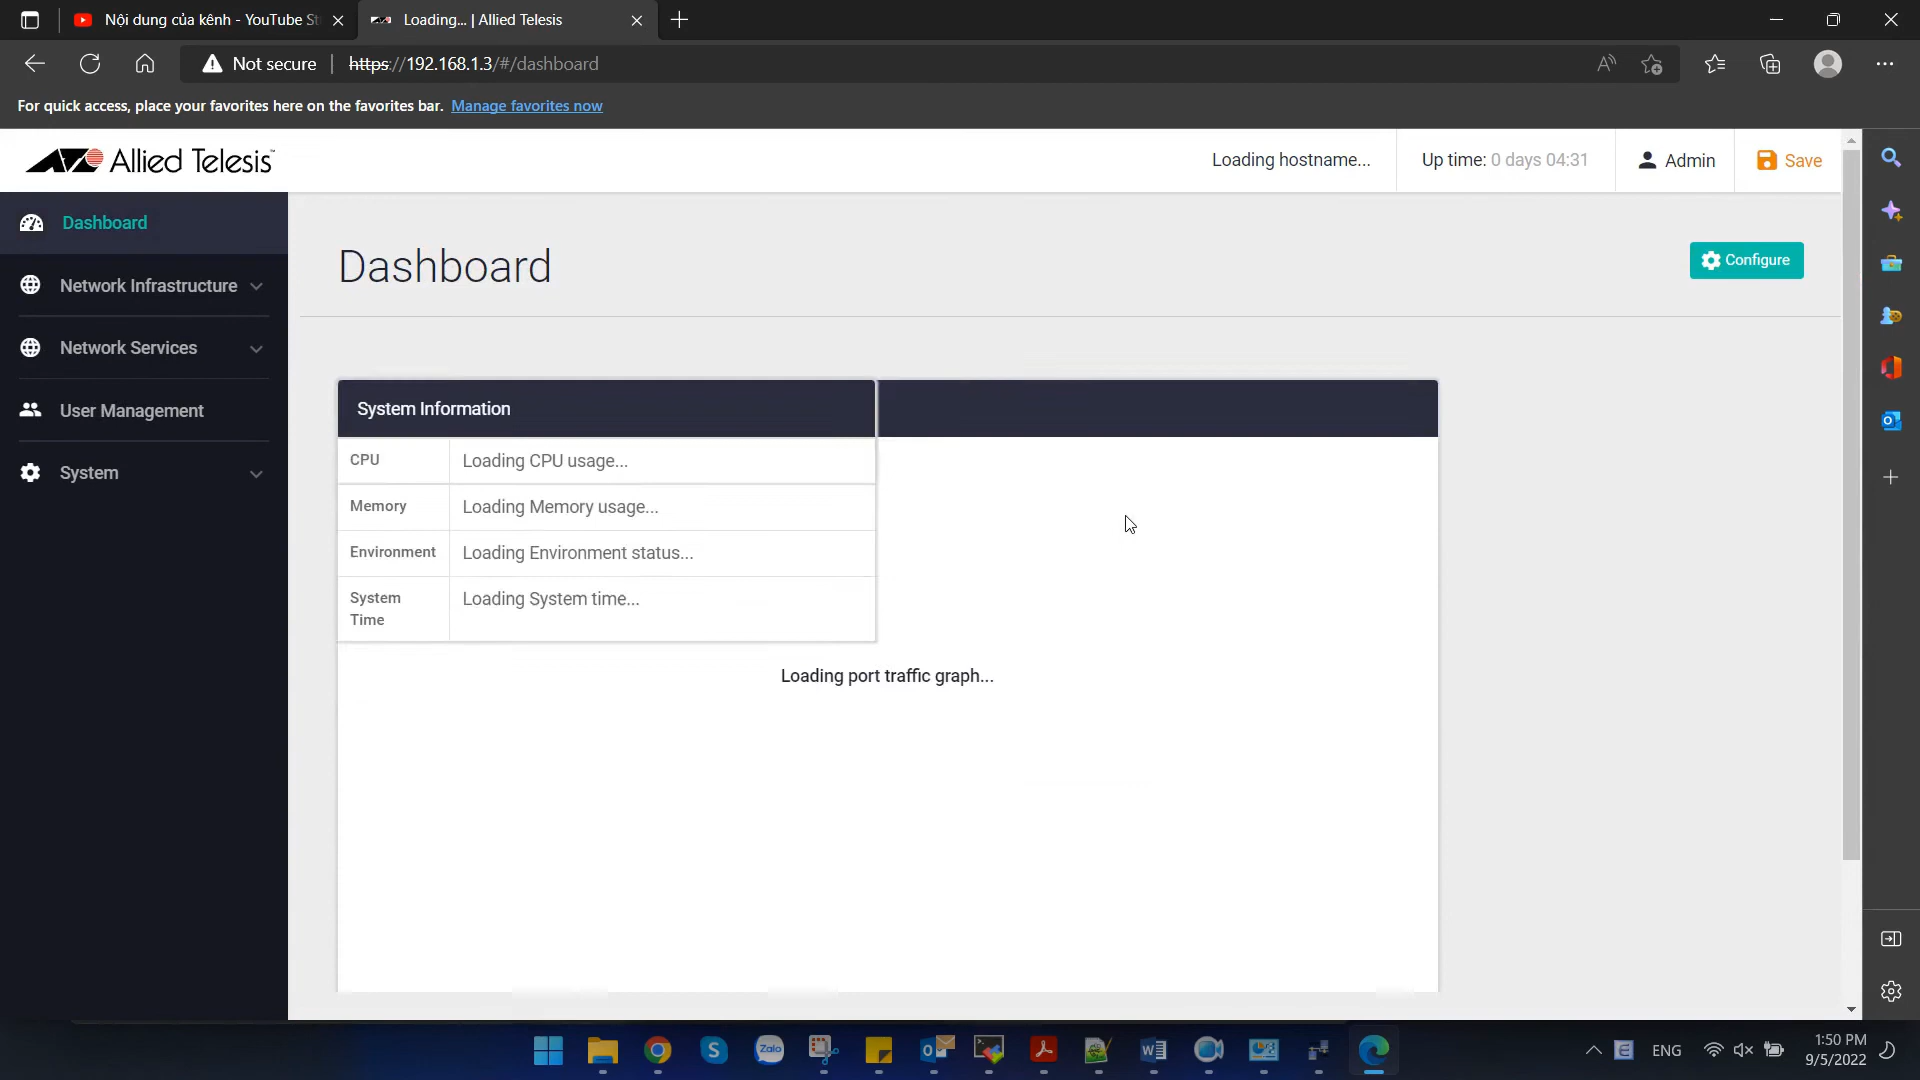 Nội dung của kênh - YouTube St
Loading... | Allied Telesis
Not secure
https://192.168.1.3/#/dashboard
For quick access, place your favorites here on the favorites bar. Manage favorites now
Allied Telesis
Loading hostname...
Up time: 0 days 04:31
Admin
Save
Dashboard
Network Infrastructure
Network Services
User Management
System
Dashboard
Configure
System Information
CPU
Loading CPU usage...
Memory
Loading Memory usage...
Environment
Loading Environment status...
System
Time
Loading System time...
Loading port traffic graph...
Zalo
ENG
1:50 PM
9/5/2022